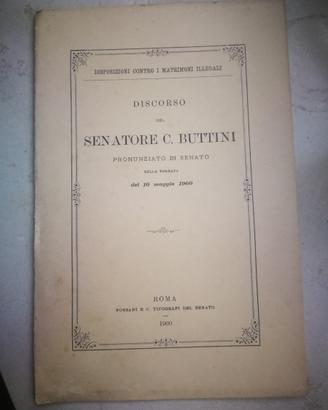 DISPOSIZIONI CONTRO I MATRIMONI ILLEGALI
DISCORSO
DEL
SENATORE C. BUTTINI
PRONUNZIATO IN SENATO
NELLA TORNATA
del 10 maggio 1900
ROMA
FORZANI E C. TIPOGRAFI DEL SENATO
1900